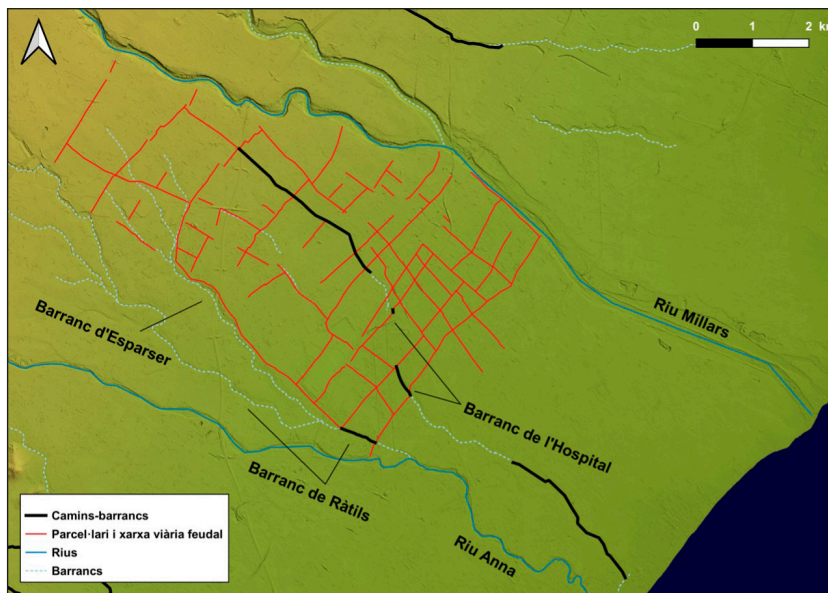 0 1 2 km
Riu Millars
Barranc d'Esparser
Barranc de l'Hospital
Barranc de Ràtils
Riu Anna
Camins-barrancs
Parcel·lari i xarxa viària feudal
Rius
Barrancs